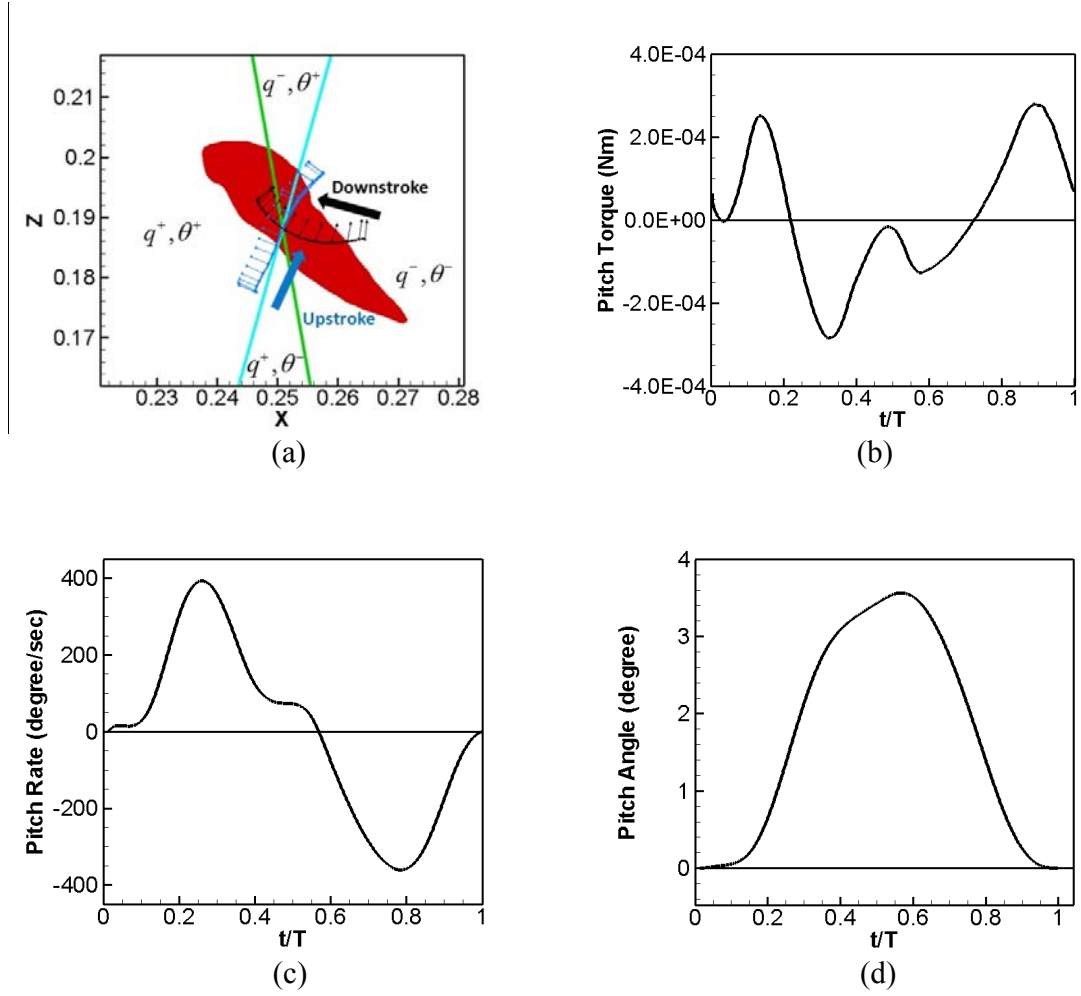 q⁻,θ⁺
0.21
0.2
0.19
0.18
0.17
Z
Downstroke
q⁺,θ⁺
q⁻,θ⁻
Upstroke
q⁺,θ⁻
0.23 0.24 0.25 0.26 0.27 0.28
X
(a)
4.0E-04
2.0E-04
0.0E+00
-2.0E-04
-4.0E-04
Pitch Torque (Nm)
0 0.2 0.4 0.6 0.8 1
t/T
(b)
400
200
0
-200
-400
Pitch Rate (degree/sec)
0 0.2 0.4 0.6 0.8 1
t/T
(c)
4
3
2
1
0
Pitch Angle (degree)
0 0.2 0.4 0.6 0.8 1
t/T
(d)